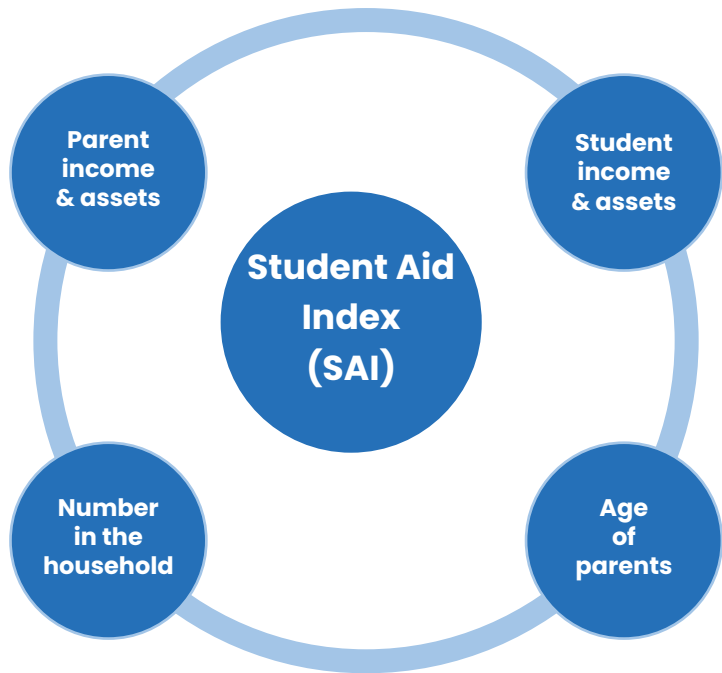 Parent
income
& assets
Student
income
& assets
Student Aid
Index
(SAI)
Number
in the
household
Age
of
parents